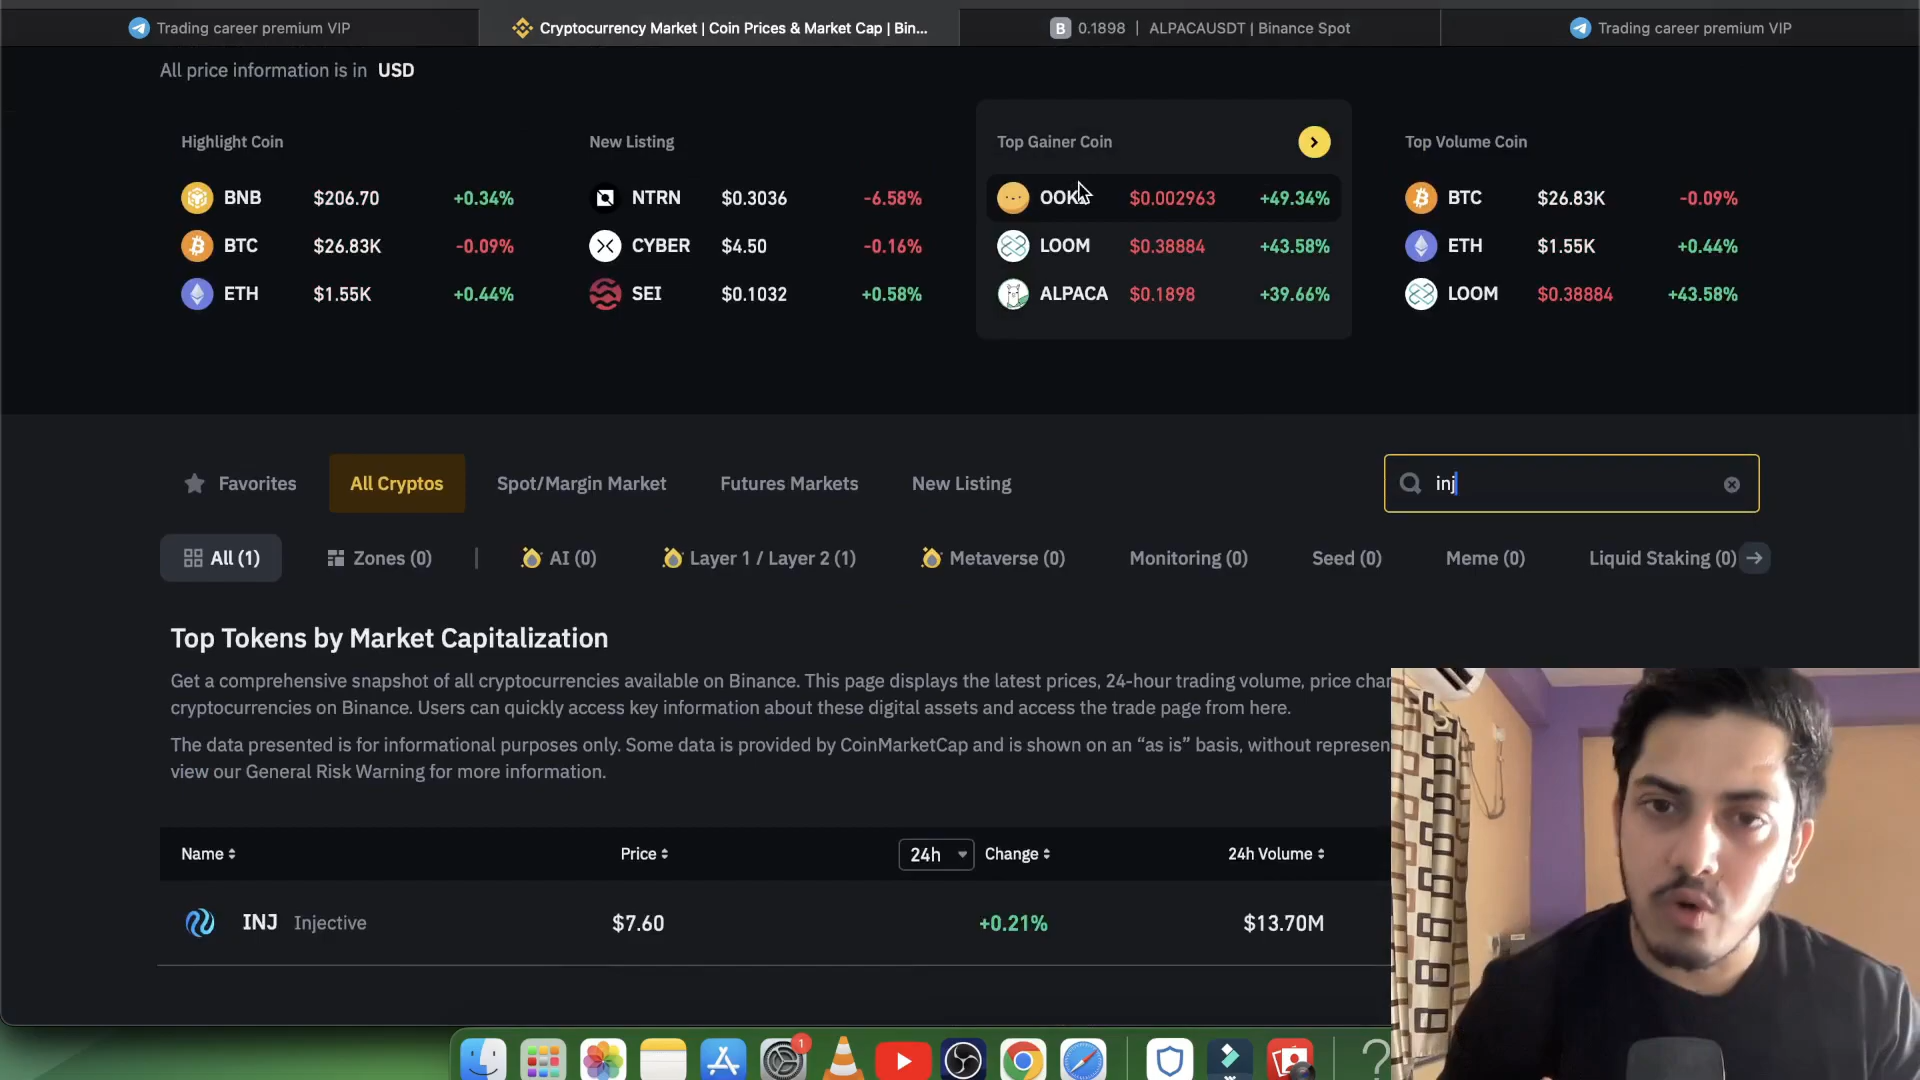 Trading career premium VIP
Cryptocurrency Market | Coin Prices & Market Cap | Bin...
B 0.1898 | ALPACAUSDT | Binance Spot
Trading career premium VIP
All price information is in USD
Highlight Coin
BNB $206.70 +0.34%
BTC $26.83K -0.09%
ETH $1.55K +0.44%
New Listing
NTRN $0.3036 -6.58%
CYBER $4.50 -0.16%
SEI $0.1032 +0.58%
Top Gainer Coin
$0.002963 +49.34%
LOOM $0.38884 +43.58%
ALPACA $0.1898 +39.66%
Top Volume Coin
BTC $26.83K -0.09%
ETH $1.55K +0.44%
LOOM $0.38884 +43.58%
Favorites All Cryptos Spot/Margin Market Futures Markets New Listing inj
All (1) Zones (0) | AI (0) Layer 1 / Layer 2 (1) Metaverse (0) Monitoring (0) Seed (0) Meme (0) Liquid Staking (0)
Top Tokens by Market Capitalization
Get a comprehensive snapshot of all cryptocurrencies available on Binance. This page displays the latest prices, 24-hour trading volume, price
cryptocurrencies on Binance. Users can quickly access key information about these digital assets and access the trade page from here.
The data presented is for informational purposes only. Some data is provided by CoinMarketCap and is shown on an “as is” basis, without
view our General Risk Warning for more information.
Name Price 24h Change 24h Volume
INJ Injective $7.60 +0.21% $13.70M
1